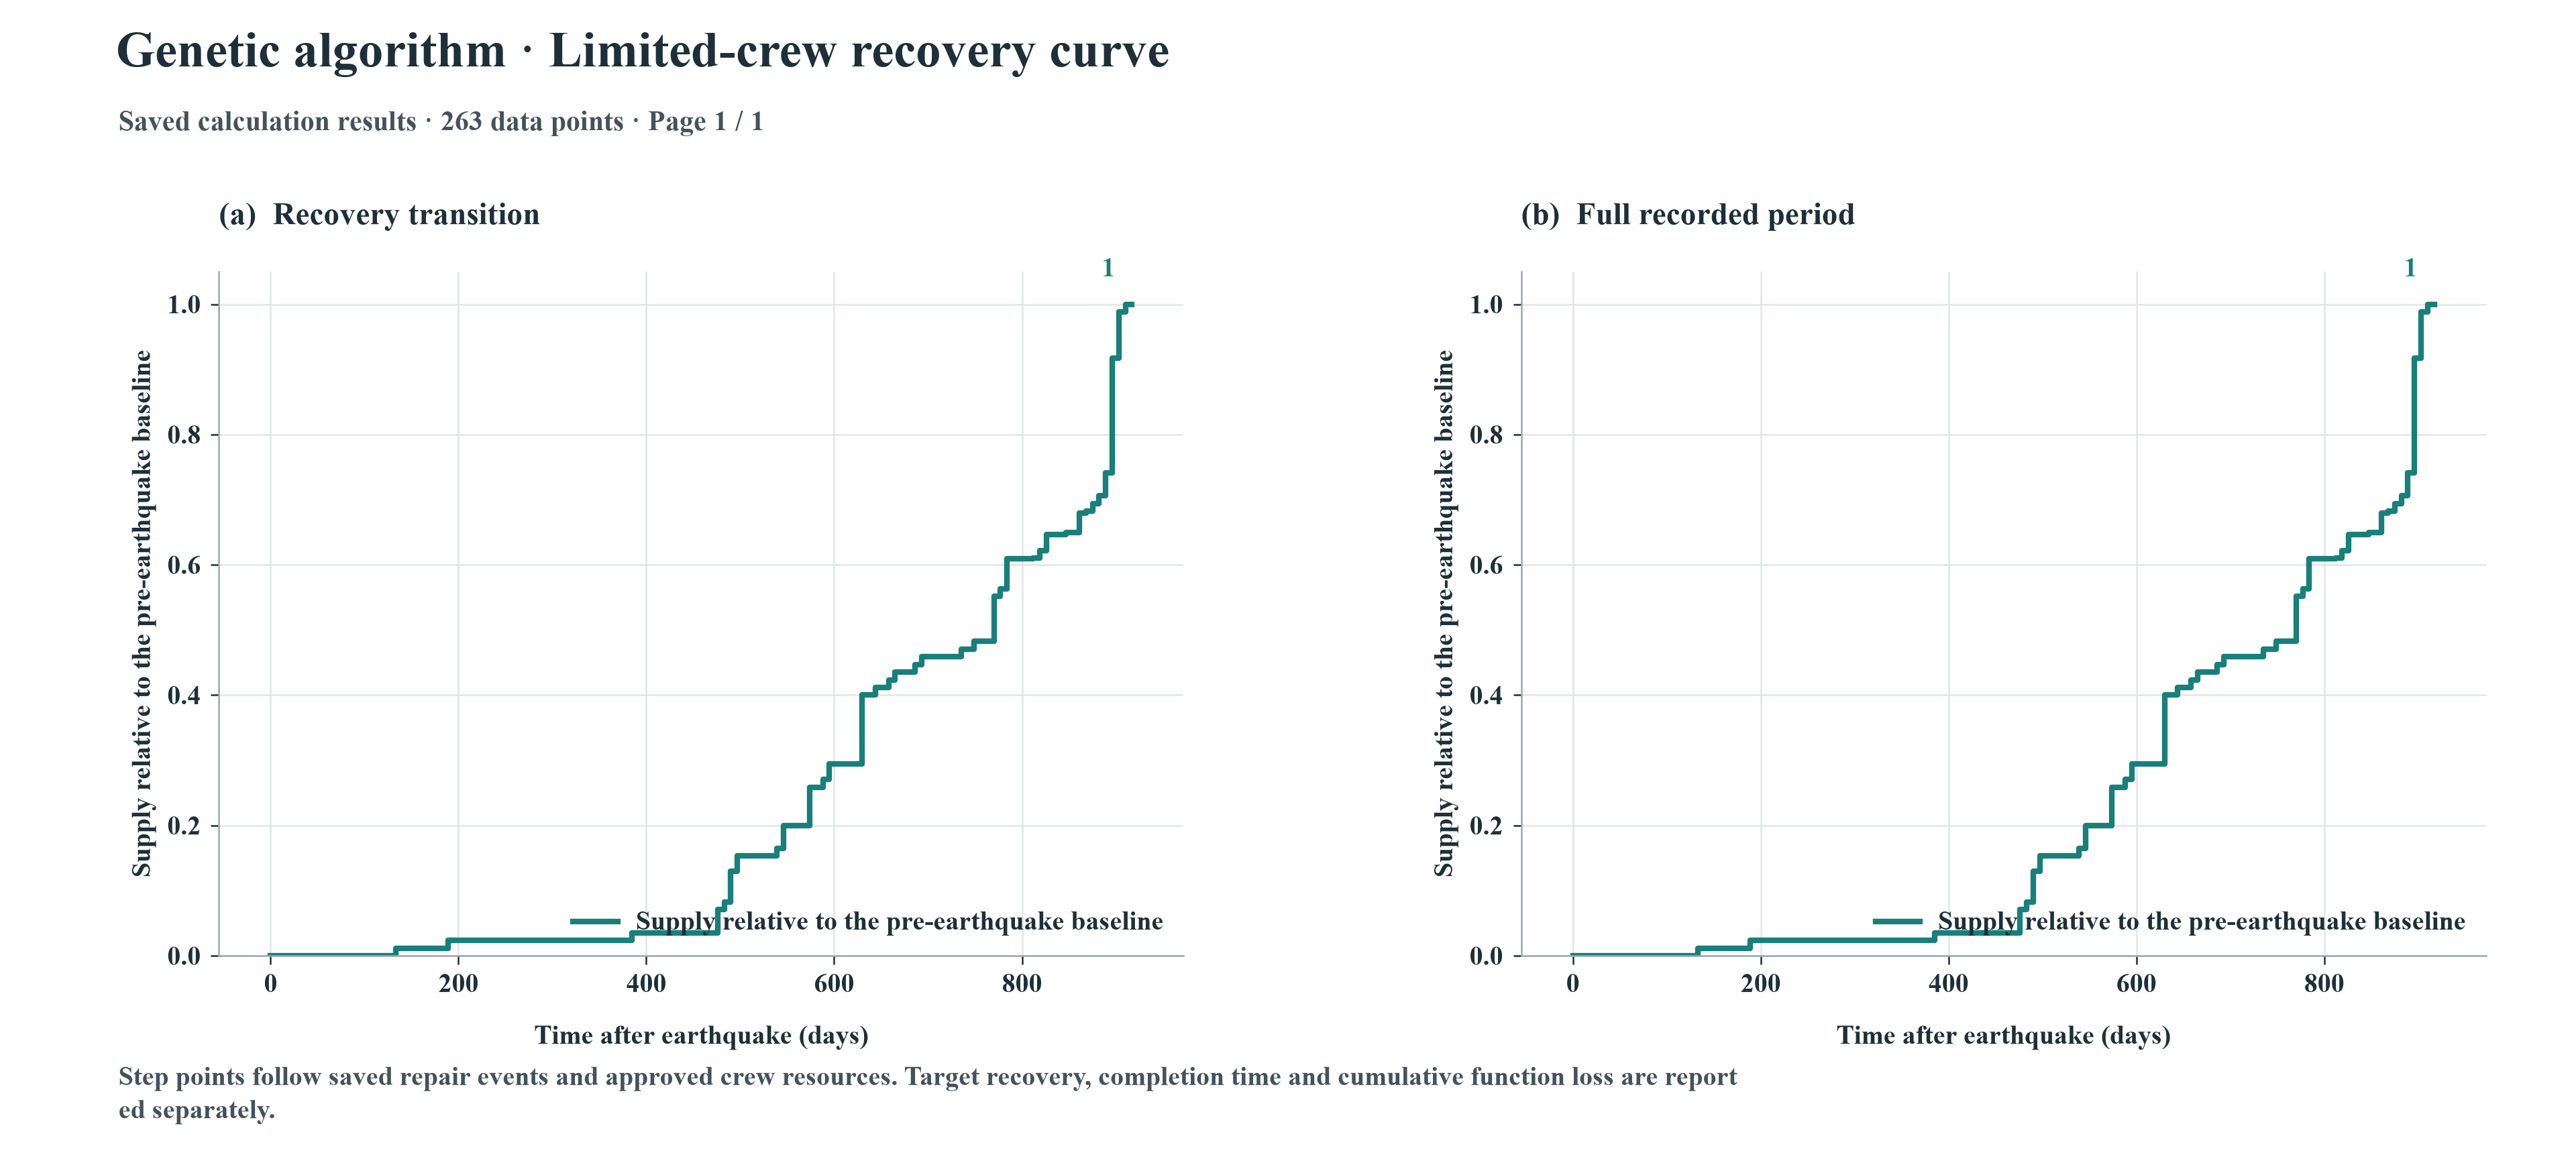 Genetic algorithm · Limited-crew recovery curve
Saved calculation results · 263 data points · Page 1 / 1
(a) Recovery transition
1
1.0
0.8
0.6
0.4
0.2
0.0
Supply relative to the pre-earthquake baseline
Supply relative to the pre-earthquake baseline
0 200 400 600 800
Time after earthquake (days)
(b) Full recorded period
1
1.0
0.8
0.6
0.4
0.2
0.0
Supply relative to the pre-earthquake baseline
Supply relative to the pre-earthquake baseline
0 200 400 600 800
Time after earthquake (days)
Step points follow saved repair events and approved crew resources. Target recovery, completion time and cumulative function loss are report
ed separately.